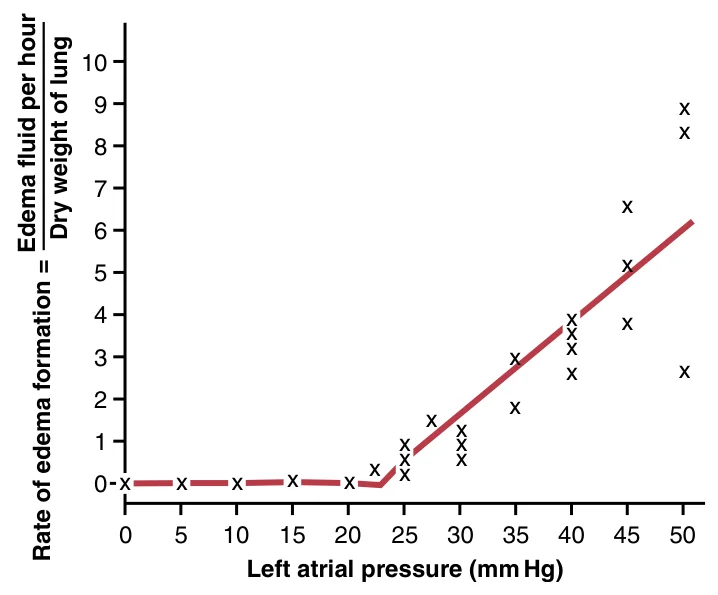 Rate of edema formation = Edema fluid per hour
Dry weight of lung
10
9
8
7
6
5
4
3
2
1
0
0 5 10 15 20 25 30 35 40 45 50
Left atrial pressure (mm Hg)